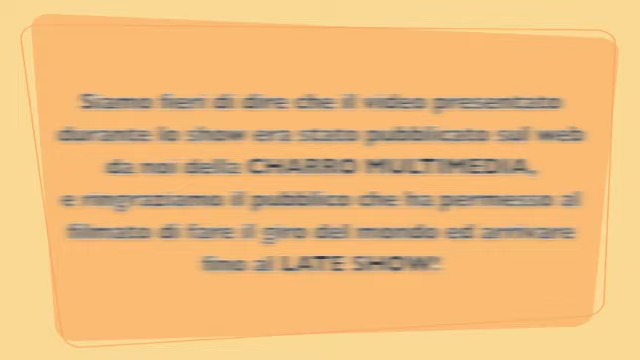 Siamo fieri di dire che il video presentato
durante lo show era stato pubblicato sul web
da noi della CHARRO MULTIMEDIA,
e ringraziamo il pubblico che ha permesso al
filmato di fare il giro del mondo ed arrivare
fino al LATE SHOW!